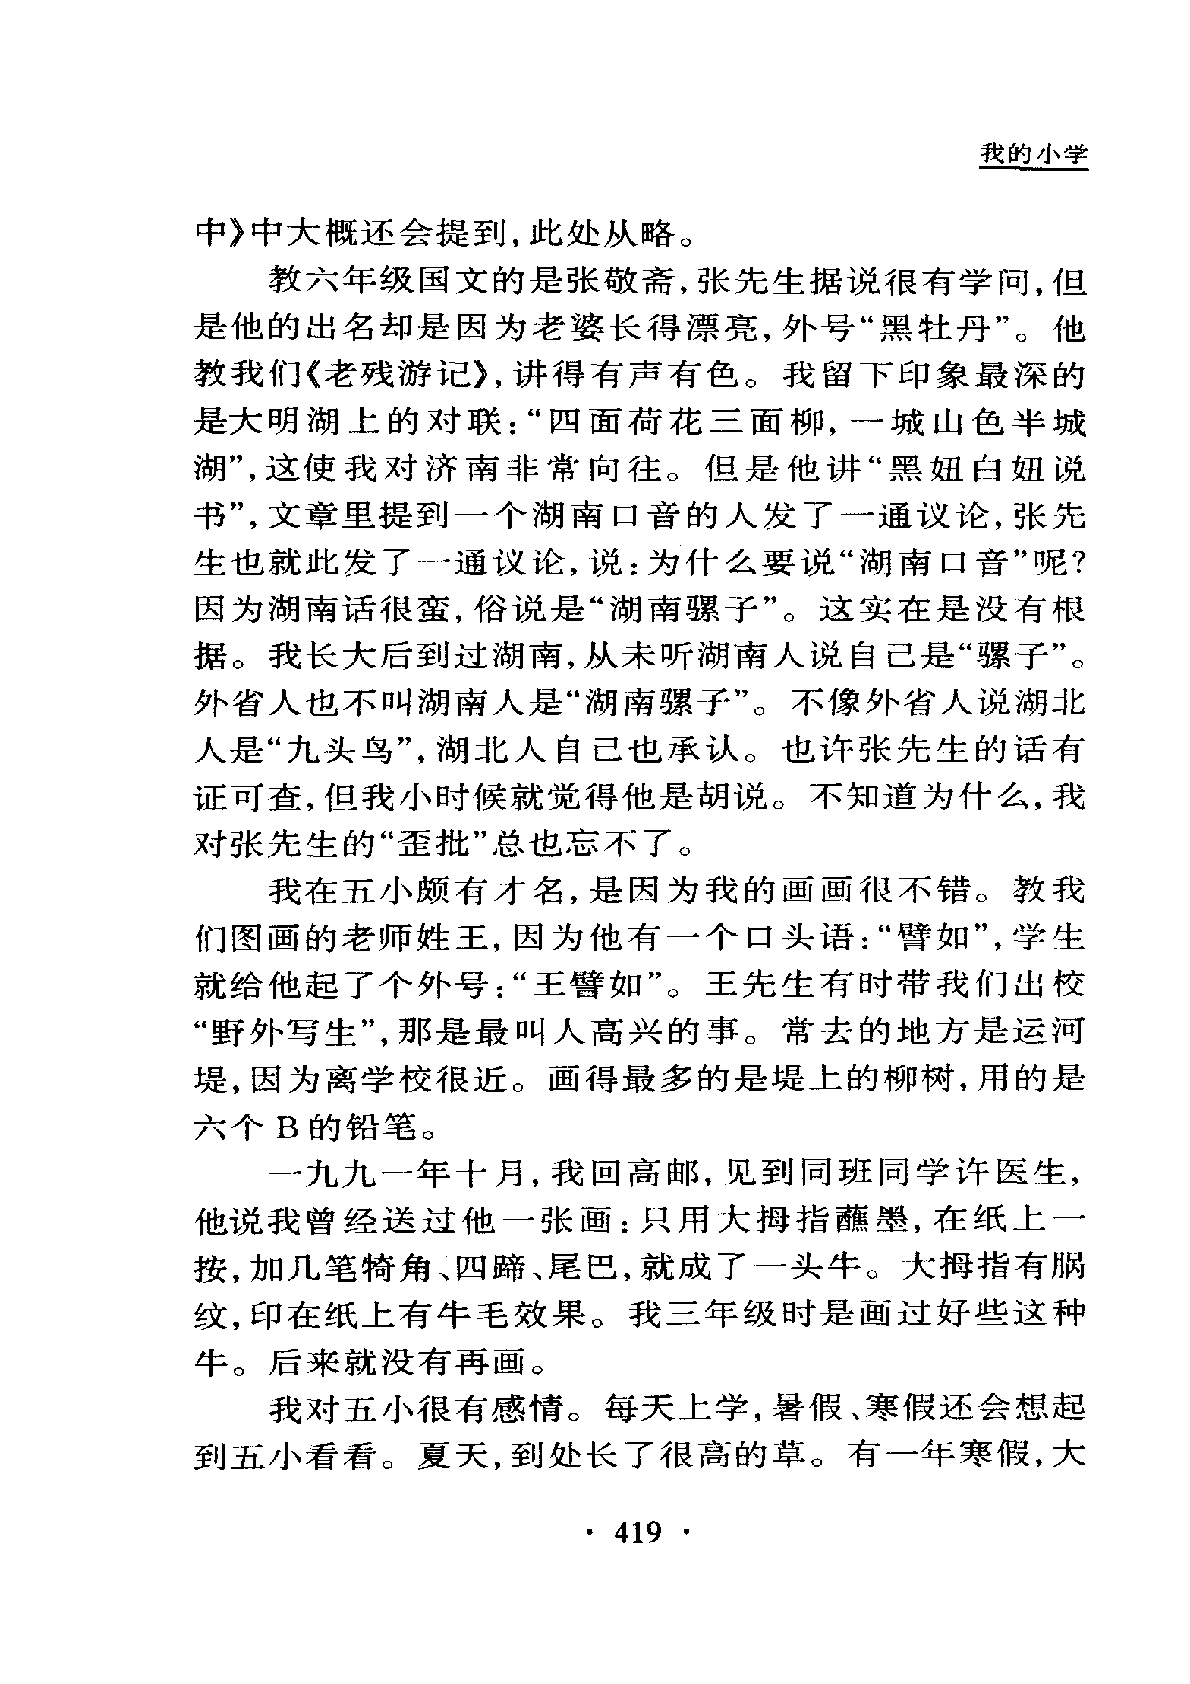 我的小学
中》中大概还会提到,此处从略。
教六年级国文的是张敬斋,张先生据说很有学问,但
是他的出名却是因为老婆长得漂亮,外号“黑牡丹”。他
教我们《老残游记》,讲得有声有色。我留下印象最深的
是大明湖上的对联:“四面荷花三面柳,一城山色半城
湖”,这使我对济南非常向往。但是他讲“黑妞白妞说
书”,文章里提到一个湖南口音的人发了一通议论,张先
生也就此发了一通议论,说:为什么要说“湖南口音”呢?
因为湖南话很蛮,俗说是“湖南骡子”。这实在是没有根
据。我长大后到过湖南,从未听湖南人说自己是“骡子”。
外省人也不叫湖南人是“湖南骡子”。不像外省人说湖北
人是“九头鸟”,湖北人自己也承认。也许张先生的话有
证可查,但我小时候就觉得他是胡说。不知道为什么,我
对张先生的“歪批”总也忘不了。
我在五小颇有才名,是因为我的画画很不错。教我
们图画的老师姓王,因为他有一个口头语:“譬如”,学生
就给他起了个外号:“王譬如”。王先生有时带我们出校
“野外写生”,那是最叫人高兴的事。常去的地方是运河
堤,因为离学校很近。画得最多的是堤上的柳树,用的是
六个 B 的铅笔。
一九九一年十月,我回高邮,见到同班同学许医生,
他说我曾经送过他一张画:只用大拇指蘸墨,在纸上一
按,加几笔犄角、四蹄、尾巴,就成了一头牛。大拇指有脶
纹,印在纸上有牛毛效果。我三年级时是画过好些这种
牛。后来就没有再画。
我对五小很有感情。每天上学,暑假、寒假还会想起
到五小看看。夏天,到处长了很高的草。有一年寒假,大
· 419 ·